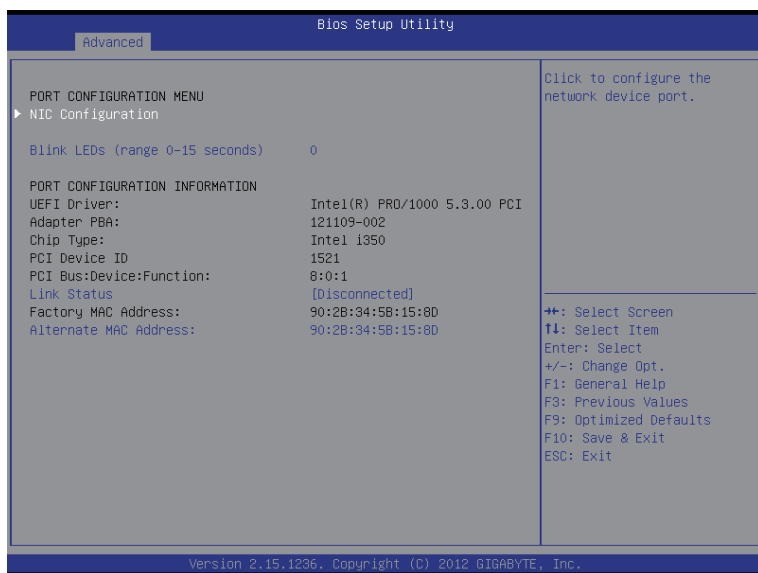 Bios Setup Utility
Advanced
PORT CONFIGURATION MENU
NIC Configuration
Blink LEDs (range 0-15 seconds) 0
PORT CONFIGURATION INFORMATION
UEFI Driver: Intel(R) PRO/1000 5.3.00 PCI
Adapter PBA: 121109-002
Chip Type: Intel i350
PCI Device ID 1521
PCI Bus:Device:Function: 8:0:1
Link Status [Disconnected]
Factory MAC Address: 90:2B:34:5B:15:8D
Alternate MAC Address: 90:2B:34:5B:15:8D
Click to configure the
network device port.
→←: Select Screen
↑↓: Select Item
Enter: Select
+/-: Change Opt.
F1: General Help
F3: Previous Values
F9: Optimized Defaults
F10: Save & Exit
ESC: Exit
Version 2.15.1236. Copyright (C) 2012 GIGABYTE, Inc.